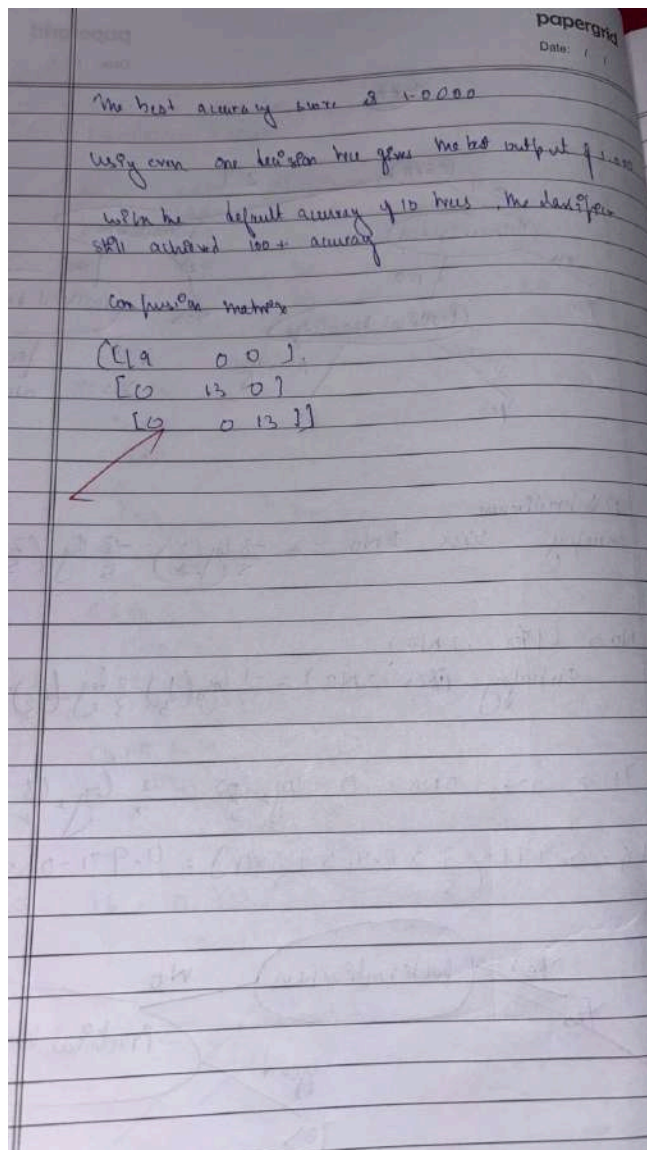 papergrid
Date: / /
The best accuracy score is 1.0000
using even one decision tree gives the best output of 1.000
with the default accuracy of 10 trees, the classifier
still achieved 100% accuracy
Confusion matrix
([[19 0 0].
[0 13 0]
[0 0 13]]